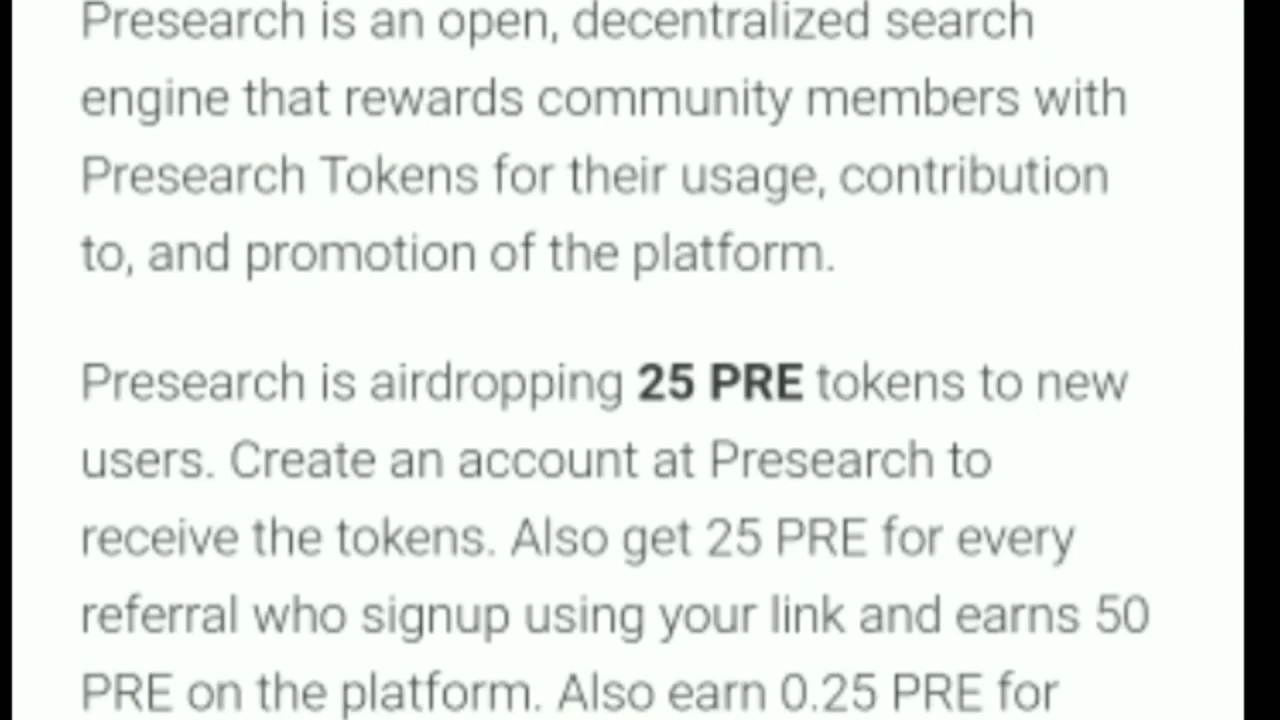 Presearch is an open, decentralized search
engine that rewards community members with
Presearch Tokens for their usage, contribution
to, and promotion of the platform.
Presearch is airdropping 25 PRE tokens to new
users. Create an account at Presearch to
receive the tokens. Also get 25 PRE for every
referral who signup using your link and earns 50
PRE on the platform. Also earn 0.25 PRE for